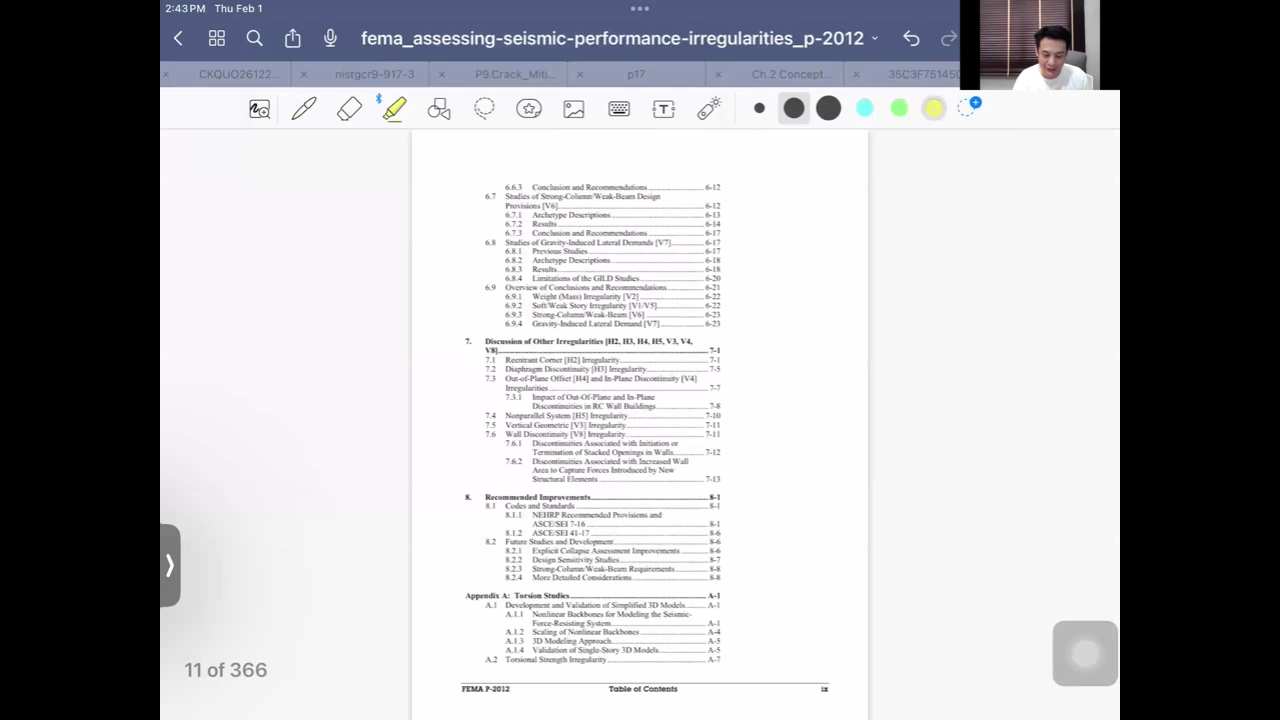 2:43 PM Thu Feb 1
fema_assessing-seismic-performance-irregularities_p-2012
CKQUO26122...
nistgcr9-917-3
P9.Crack_Miti...
p17
Ch.2 Concept...
35C3F751450
6.6.3 Conclusion and Recommendations 6-12
6.7 Studies of Strong-Column/Weak-Beam Design
Provisions [V6] 6-12
6.7.1 Archetype Descriptions 6-13
6.7.2 Results 6-14
6.7.3 Conclusion and Recommendations 6-17
6.8 Studies of Gravity-Induced Lateral Demands [V7] 6-17
6.8.1 Previous Studies 6-17
6.8.2 Archetype Descriptions 6-18
6.8.3 Results 6-18
6.8.4 Limitations of the GILD Studies 6-20
6.9 Overview of Conclusions and Recommendations 6-21
6.9.1 Weight (Mass) Irregularity [V2] 6-22
6.9.2 Soft/Weak Story Irregularity [V1/V5] 6-22
6.9.3 Strong-Column/Weak-Beam [V6] 6-23
6.9.4 Gravity-Induced Lateral Demand [V7] 6-23
7. Discussion of Other Irregularities [H2, H3, H4, H5, V3, V4,
V8] 7-1
7.1 Reentrant Corner [H2] Irregularity 7-1
7.2 Diaphragm Discontinuity [H3] Irregularity 7-5
7.3 Out-of-Plane Offset [H4] and In-Plane Discontinuity [V4]
Irregularities 7-7
7.3.1 Impact of Out-Of-Plane and In-Plane
Discontinuities in RC Wall Buildings 7-8
7.4 Nonparallel System [H5] Irregularity 7-10
7.5 Vertical Geometric [V3] Irregularity 7-11
7.6 Wall Discontinuity [V8] Irregularity 7-11
7.6.1 Discontinuities Associated with Initiation or
Termination of Stacked Openings in Walls 7-12
7.6.2 Discontinuities Associated with Increased Wall
Area to Capture Forces Introduced by New
Structural Elements 7-13
8. Recommended Improvements 8-1
8.1 Codes and Standards 8-1
8.1.1 NEHRP Recommended Provisions and
ASCE/SEI 7-16 8-1
8.1.2 ASCE/SEI 41-17 8-6
8.2 Future Studies and Development 8-6
8.2.1 Explicit Collapse Assessment Improvements 8-6
8.2.2 Design Sensitivity Studies 8-7
8.2.3 Strong-Column/Weak-Beam Requirements 8-8
8.2.4 More Detailed Considerations 8-8
Appendix A: Torsion Studies A-1
A.1 Development and Validation of Simplified 3D Models A-1
A.1.1 Nonlinear Backbones for Modeling the Seismic-
Force-Resisting System A-1
A.1.2 Scaling of Nonlinear Backbones A-4
A.1.3 3D Modeling Approach A-5
A.1.4 Validation of Single-Story 3D Models A-5
A.2 Torsional Strength Irregularity A-7
11 of 366
FEMA P-2012 Table of Contents ix